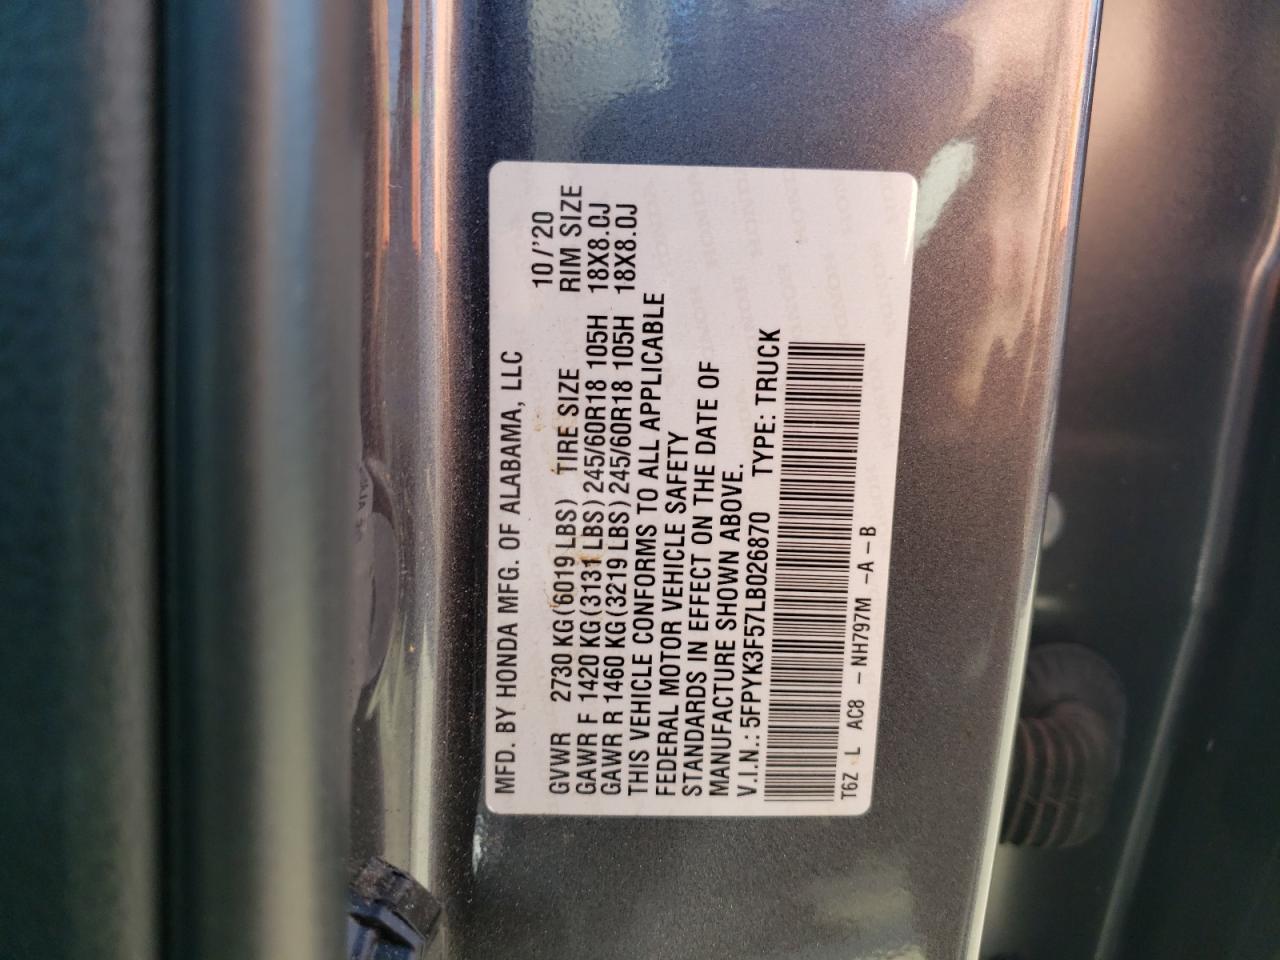 MFD. BY HONDA MFG. OF ALABAMA, LLC
10/'20
GVWR 2730 KG(6019 LBS) TIRE SIZE RIM SIZE
GAWR F 1420 KG(3131 LBS) 245/60R18 105H 18X8.0J
GAWR R 1460 KG(3219 LBS) 245/60R18 105H 18X8.0J
THIS VEHICLE CONFORMS TO ALL APPLICABLE
FEDERAL MOTOR VEHICLE SAFETY
STANDARDS IN EFFECT ON THE DATE OF
MANUFACTURE SHOWN ABOVE.
V.I.N.: 5FPYK3F57LB026870 TYPE: TRUCK
T6Z L AC8 - NH797M -A-B